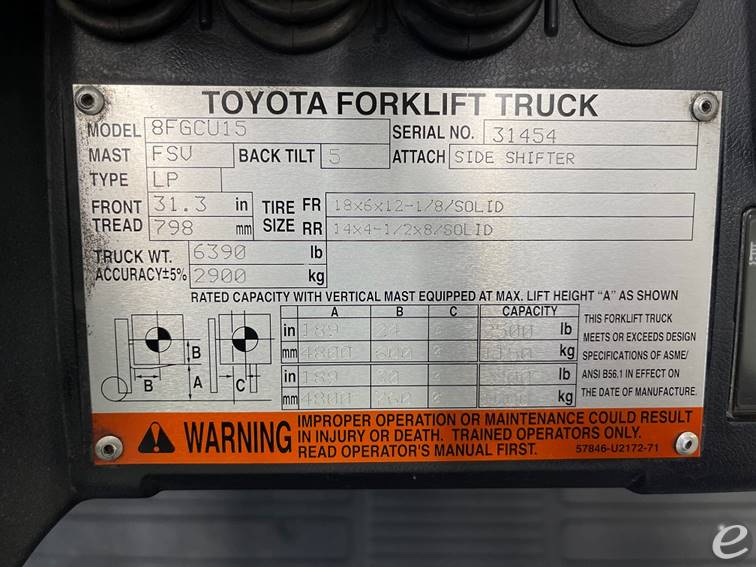 TOYOTA FORKLIFT TRUCK
MODEL 8FGCU15 SERIAL NO. 31454
MAST FSV BACK TILT 5 ATTACH SIDE SHIFTER
TYPE LP
FRONT TREAD 31.3 in 798 mm TIRE SIZE FR 18x6x12-1/8/SOLID RR 14x4-1/2x8/SOLID
TRUCK WT. 6390 lb
ACCURACY±5% 2900 kg
RATED CAPACITY WITH VERTICAL MAST EQUIPPED AT MAX. LIFT HEIGHT "A" AS SHOWN
A B C CAPACITY
in 189 24 0 lb
mm 4800 600 0 kg
in 189 lb
mm 4800 kg
B
B A C
THIS FORKLIFT TRUCK
MEETS OR EXCEEDS DESIGN
SPECIFICATIONS OF ASME/
ANSI B56.1 IN EFFECT ON
THE DATE OF MANUFACTURE.
WARNING
IMPROPER OPERATION OR MAINTENANCE COULD RESULT
IN INJURY OR DEATH. TRAINED OPERATORS ONLY.
READ OPERATOR'S MANUAL FIRST.
57846-U2172-71
e